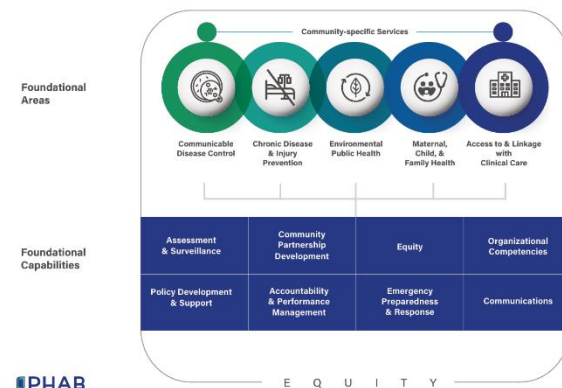 Community-specific Services
Foundational
Areas
Communicable
Disease Control
Chronic Disease
& Injury
Prevention
Environmental
Public Health
Maternal,
Child, &
Family Health
Access to & Linkage
with
Clinical Care
Foundational
Capabilities
Assessment
& Surveillance
Community
Partnership
Development
Equity
Organizational
Competencies
Policy Development
& Support
Accountability
& Performance
Management
Emergency
Preparedness
& Response
Communications
PHAB
E Q U I T Y